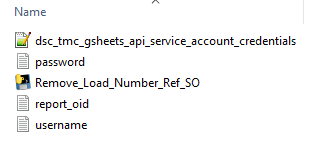 Name
dsc_tmc_gsheets_api_service_account_credentials
password
Remove_Load_Number_Ref_SO
report_oid
username